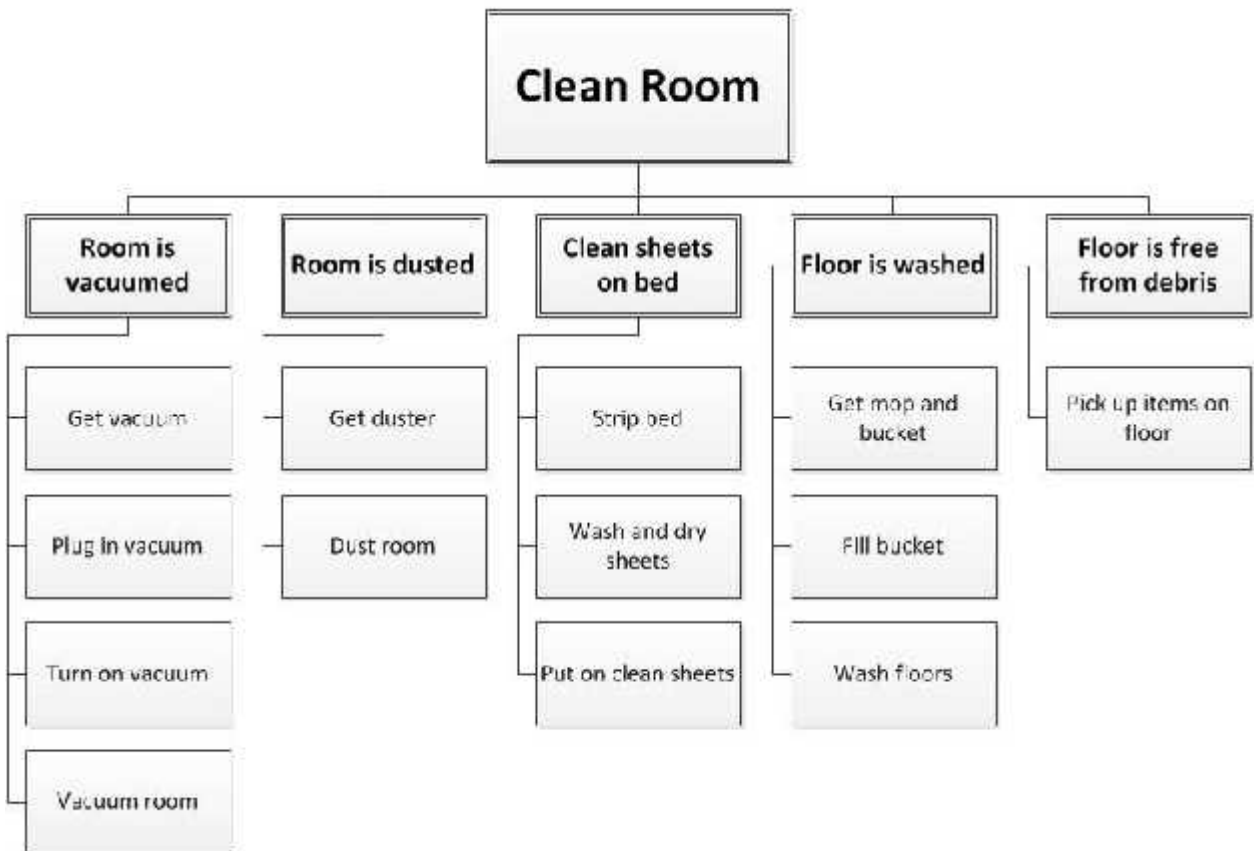 Clean Room
Room is
vacuumed
Room is dusted
Clean sheets
on bed
Floor is washed
Floor is free
from debris
Get vacuum
Get duster
Strip bed
Get mop and
bucket
Pick up items on
floor
Plug in vacuum
Dust room
Wash and dry
sheets
Fill bucket
Turn on vacuum
Put on clean sheets
Wash floors
Vacuum room